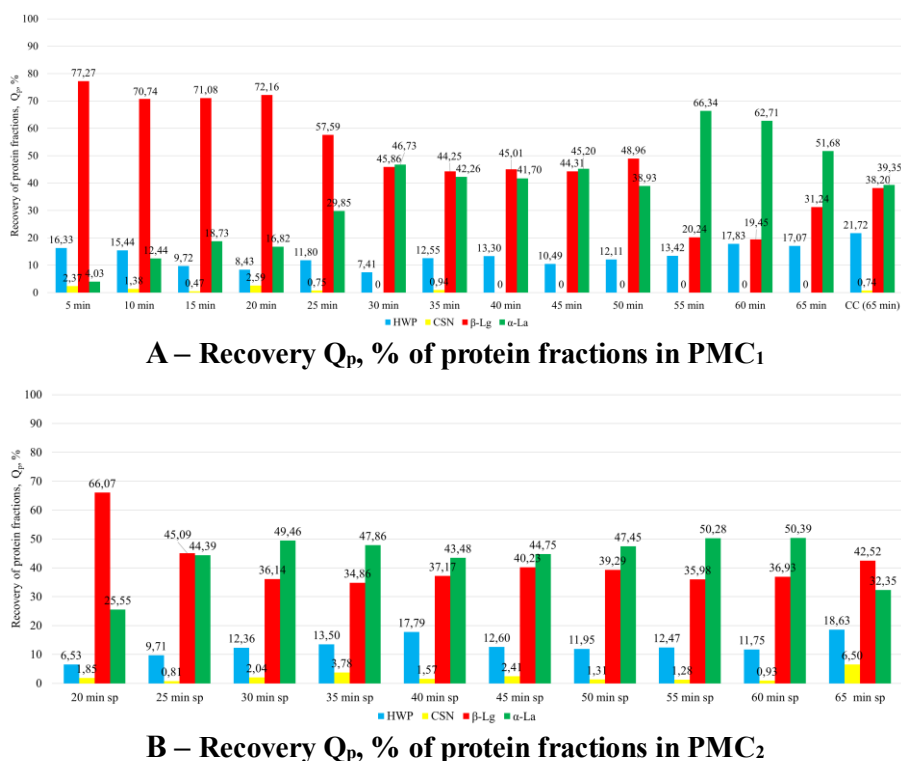 Recovery of protein fractions, Qp, %
100
90
80
70
60
50
40
30
20
10
0
16,33 2,37 77,27 4,03
15,44 1,38 70,74 12,44
9,72 0,47 71,08 18,73
8,43 2,59 72,16 16,82
11,80 0,75 57,59 29,85
7,41 0 45,86 46,73
12,55 0,94 44,25 42,26
13,30 0 45,01 41,70
10,49 0 44,31 45,20
12,11 0 48,96 38,93
13,42 0 20,24 66,34
17,83 0 19,45 62,71
17,07 0 31,24 51,68
21,72 0,74 38,20 39,35
5 min 10 min 15 min 20 min 25 min 30 min 35 min 40 min 45 min 50 min 55 min 60 min 65 min CC (65 min)
HWP CSN β-Lg α-La
A – Recovery Qp, % of protein fractions in PMC1
Recovery of protein fractions, Qp, %
100
90
80
70
60
50
40
30
20
10
0
6,53 1,85 66,07 25,55
9,71 0,81 45,09 44,39
12,36 2,04 36,14 49,46
13,50 3,78 34,86 47,86
17,79 1,57 37,17 43,48
12,60 2,41 40,23 44,75
11,95 1,31 39,29 47,45
12,47 1,28 35,98 50,28
11,75 0,93 36,93 50,39
18,63 6,50 42,52 32,35
20 min sp 25 min sp 30 min sp 35 min sp 40 min sp 45 min sp 50 min sp 55 min sp 60 min sp 65 min sp
HWP CSN β-Lg α-La
B – Recovery Qp, % of protein fractions in PMC2